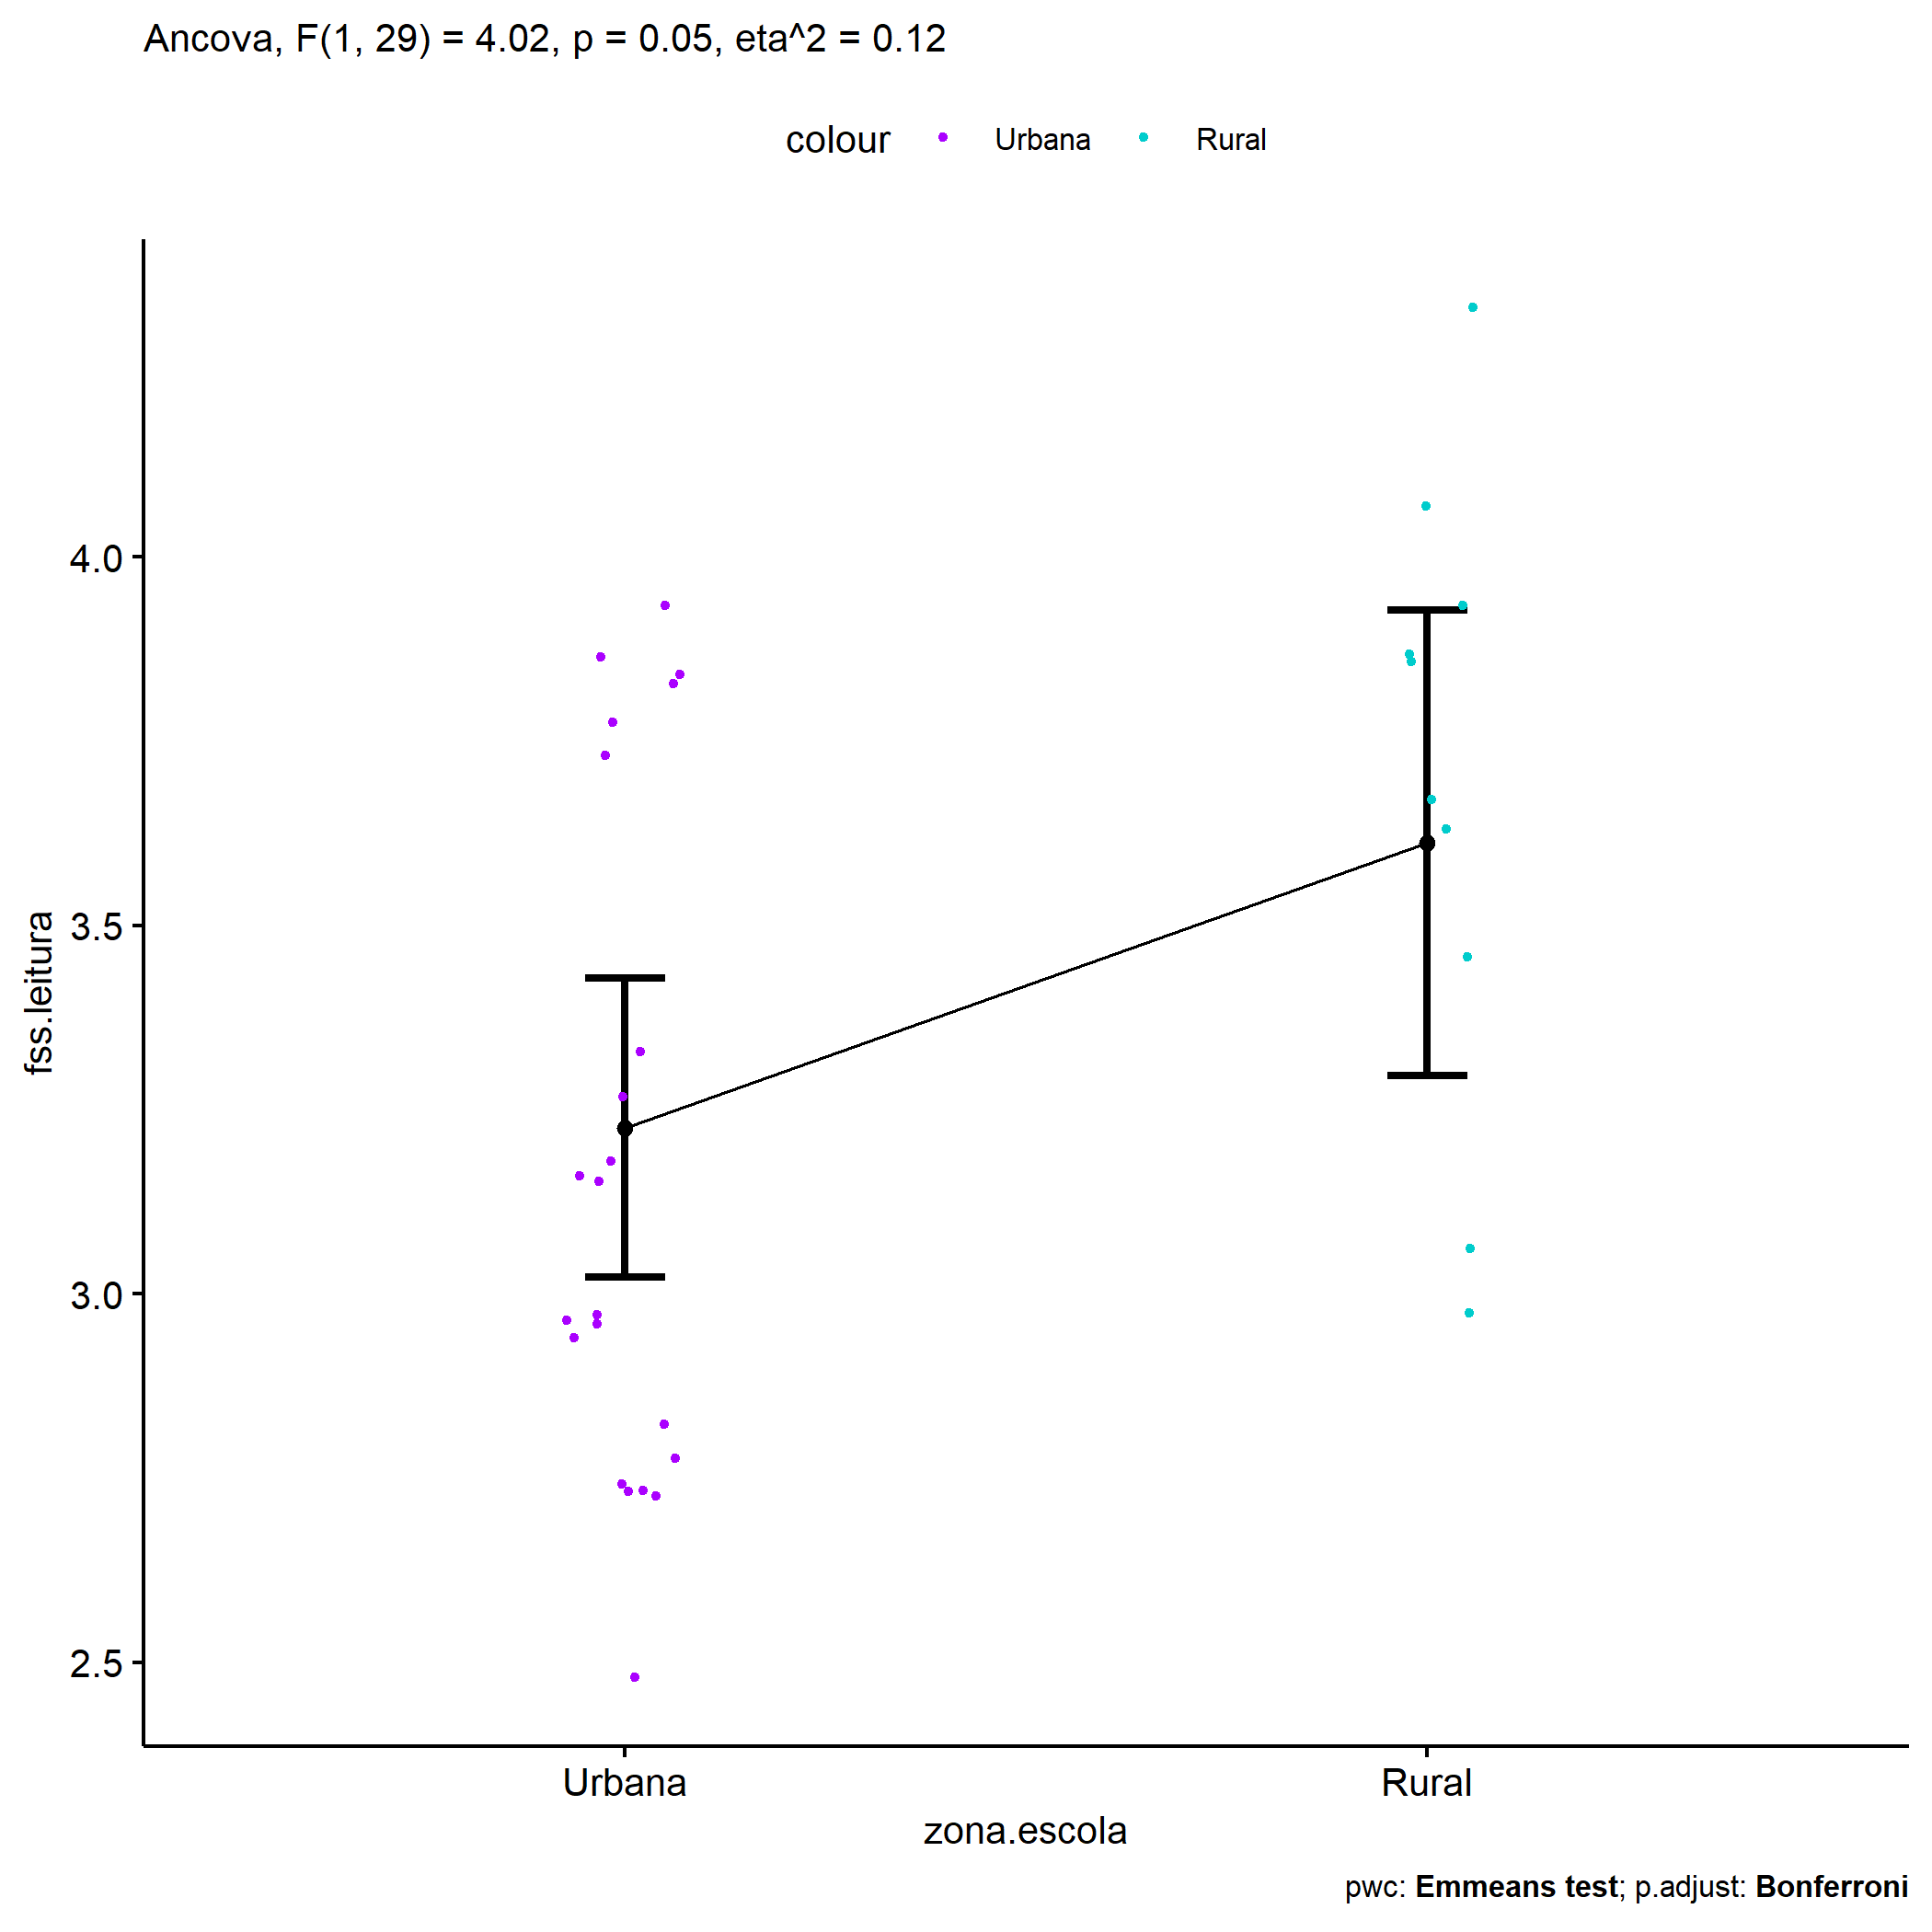 Ancova, F(1, 29) = 4.02, p = 0.05, eta^2 = 0.12
colour Urbana Rural
4.0
3.5
3.0
2.5
fss.leitura
Urbana Rural
zona.escola
pwc: Emmeans test; p.adjust: Bonferroni